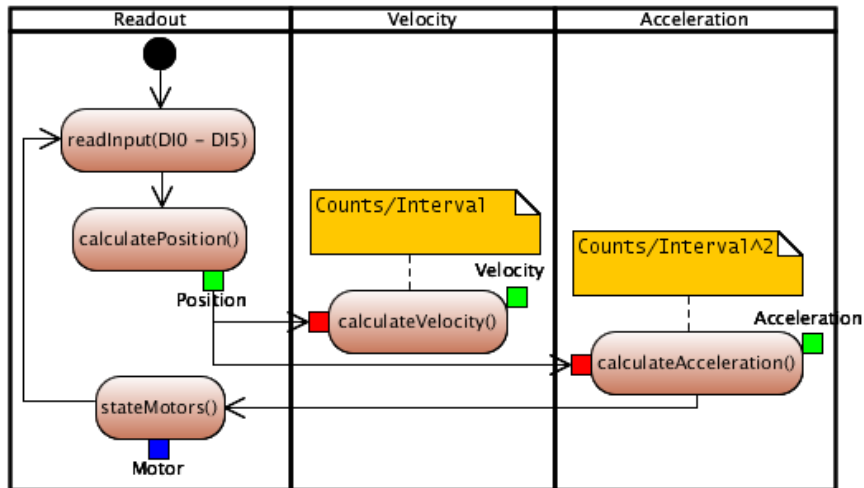 Readout
Velocity
Acceleration
readInput(DI0 - DI5)
calculatePosition()
Position
Counts/Interval
Velocity
calculateVelocity()
Counts/Interval^2
Acceleration
calculateAcceleration()
stateMotors()
Motor